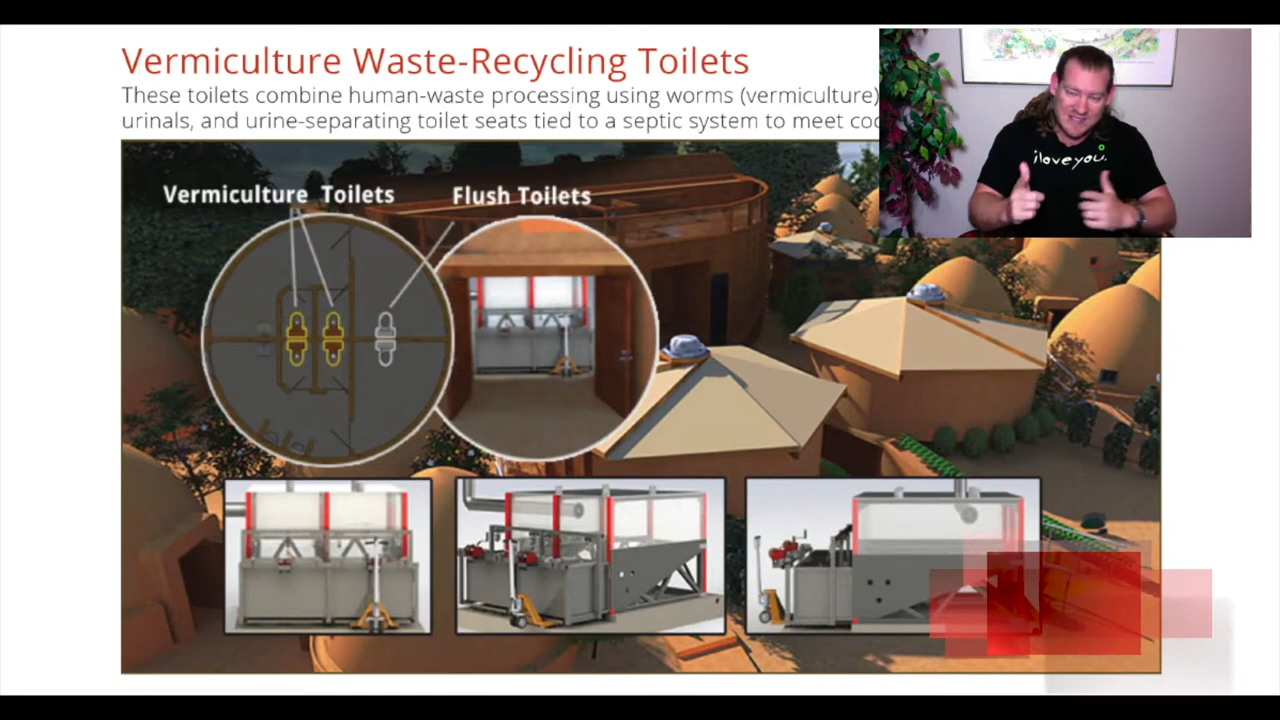 Vermiculture Waste-Recycling Toilets
These toilets combine human-waste processing using worms (vermiculture)
urinals, and urine-separating toilet seats tied to a septic system to meet
Vermiculture Toilets
Flush Toilets
iloveyou.